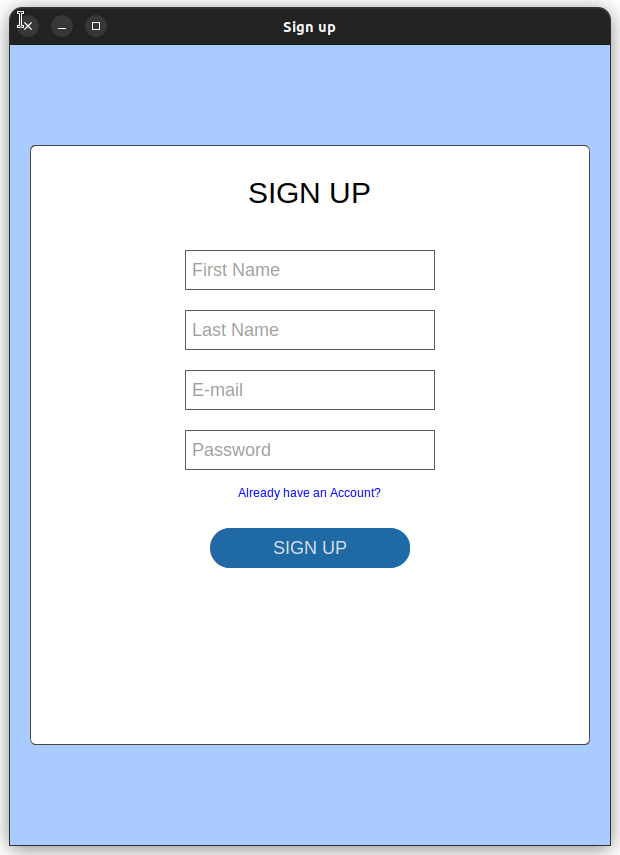 Sign up
SIGN UP
First Name
Last Name
E-mail
Password
Already have an Account?
SIGN UP